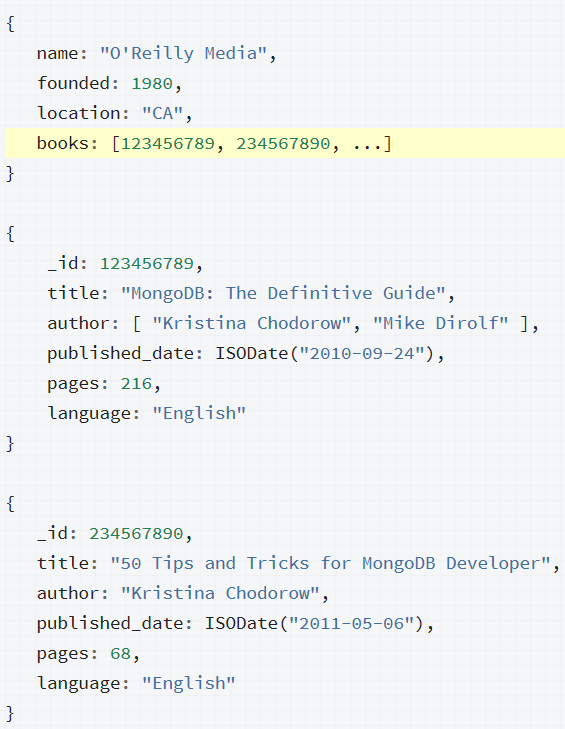 {
   name: "O'Reilly Media",
   founded: 1980,
   location: "CA",
   books: [123456789, 234567890, ...]
}
{
    _id: 123456789,
    title: "MongoDB: The Definitive Guide",
    author: [ "Kristina Chodorow", "Mike Dirolf" ],
    published_date: ISODate("2010-09-24"),
    pages: 216,
    language: "English"
}
{
   _id: 234567890,
   title: "50 Tips and Tricks for MongoDB Developer",
   author: "Kristina Chodorow",
   published_date: ISODate("2011-05-06"),
   pages: 68,
   language: "English"
}